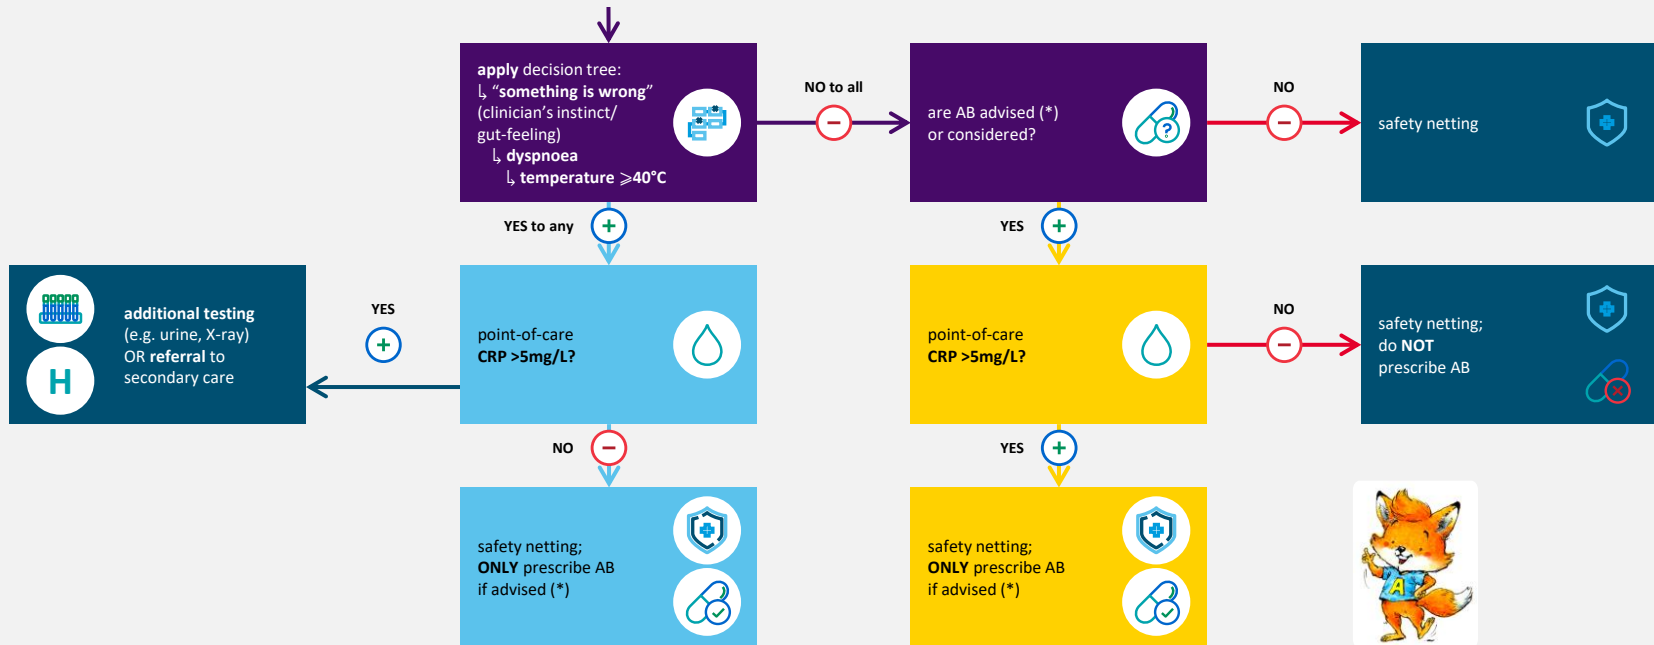 apply decision tree:
↳ “something is wrong”
(clinician’s instinct/
gut-feeling)
↳ dyspnoea
↳ temperature ⩾40°C
NO to all
are AB advised (*)
or considered?
NO
safety netting
YES to any
YES
additional testing
(e.g. urine, X-ray)
OR referral to
secondary care
H
YES
point-of-care
CRP >5mg/L?
point-of-care
CRP >5mg/L?
NO
safety netting;
do NOT
prescribe AB
NO
YES
safety netting;
ONLY prescribe AB
if advised (*)
safety netting;
ONLY prescribe AB
if advised (*)
A